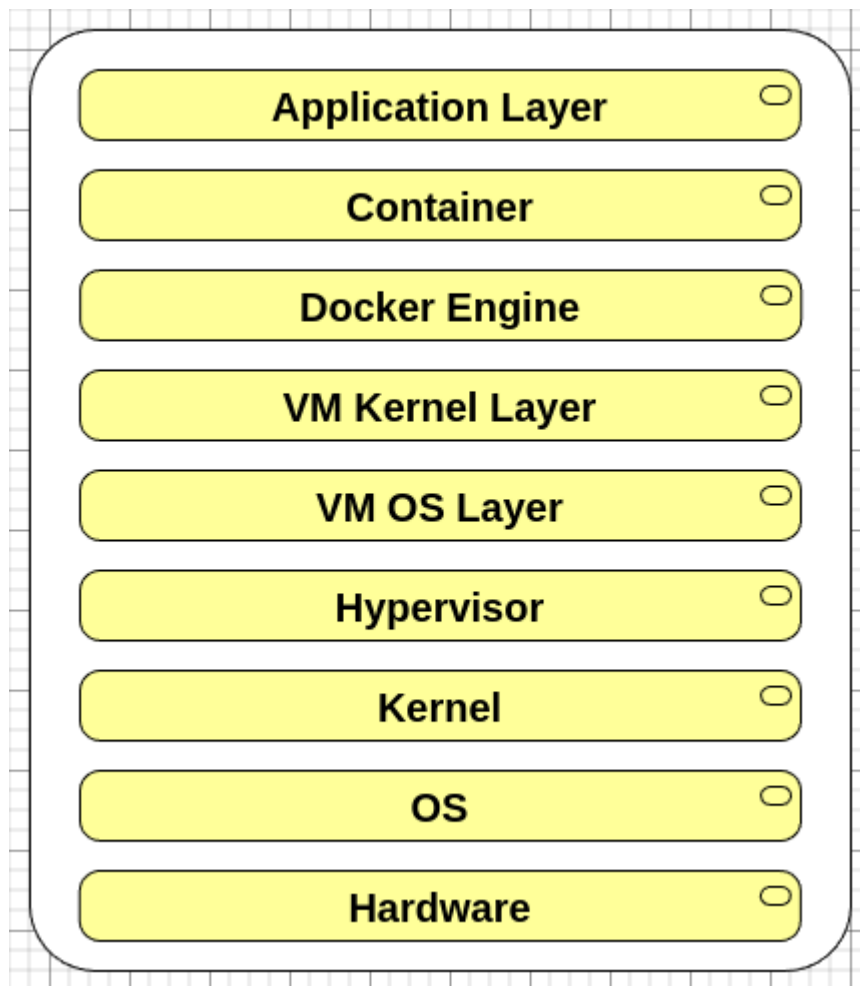 Application Layer
Container
Docker Engine
VM Kernel Layer
VM OS Layer
Hypervisor
Kernel
OS
Hardware